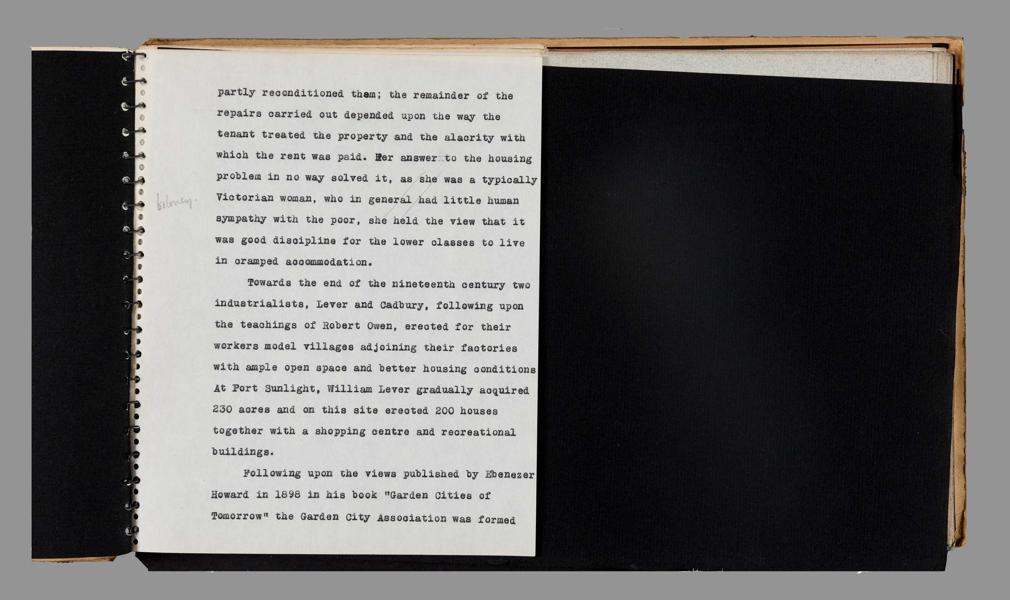 partly reconditioned them; the remainder of the
repairs carried out depended upon the way the
tenant treated the property and the alacrity with
which the rent was paid. Her answer to the housing
problem in no way solved it, as she was a typically
Victorian woman, who in general had little human
sympathy with the poor, she held the view that it
was good discipline for the lower classes to live
in cramped accommodation.
Towards the end of the nineteenth century two
industrialists, Lever and Cadbury, following upon
the teachings of Robert Owen, erected for their
workers model villages adjoining their factories
with ample open space and better housing conditions
At Port Sunlight, William Lever gradually acquired
230 acres and on this site erected 200 houses
together with a shopping centre and recreational
buildings.
Following upon the views published by Ebenezer
Howard in 1898 in his book "Garden Cities of
Tomorrow" the Garden City Association was formed